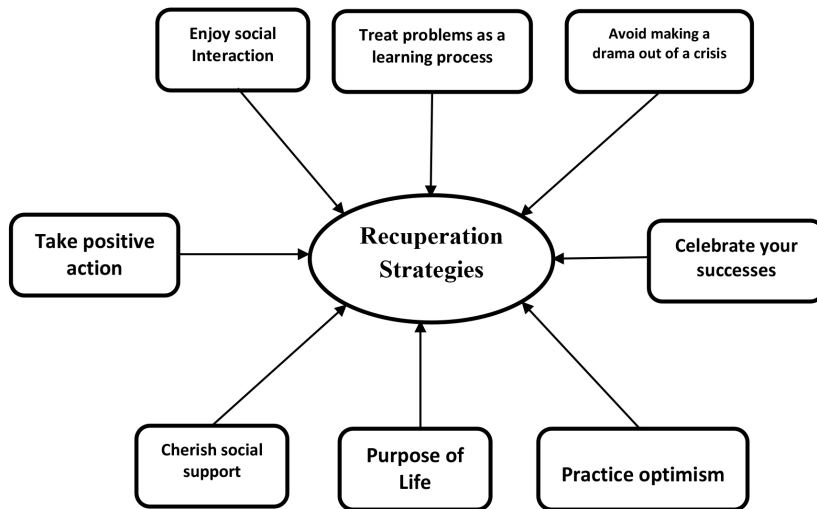 Enjoy social
Interaction
Treat problems as a
learning process
Avoid making a
drama out of a crisis
Take positive
action
Recuperation
Strategies
Celebrate your
successes
Cherish social
support
Purpose of
Life
Practice optimism